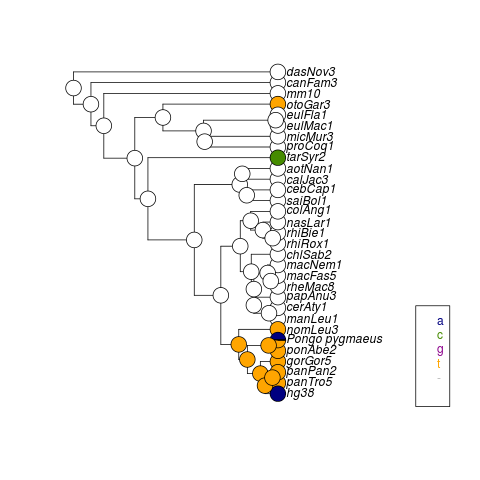 dasNov3
canFam3
mm10
otoGar3
eulFla1
eulMac1
micMur3
proCoq1
tarSyr2
aotNan1
calJac3
cebCap1
saiBol1
colAng1
nasLar1
rhiBie1
rhiRox1
chlSab2
macNem1
macFas5
rheMac8
papAnu3
cerAty1
manLeu1
nomLeu3
Pongo pygmaeus
ponAbe2
gorGor5
panPan2
panTro5
hg38
a
c
g
t
-